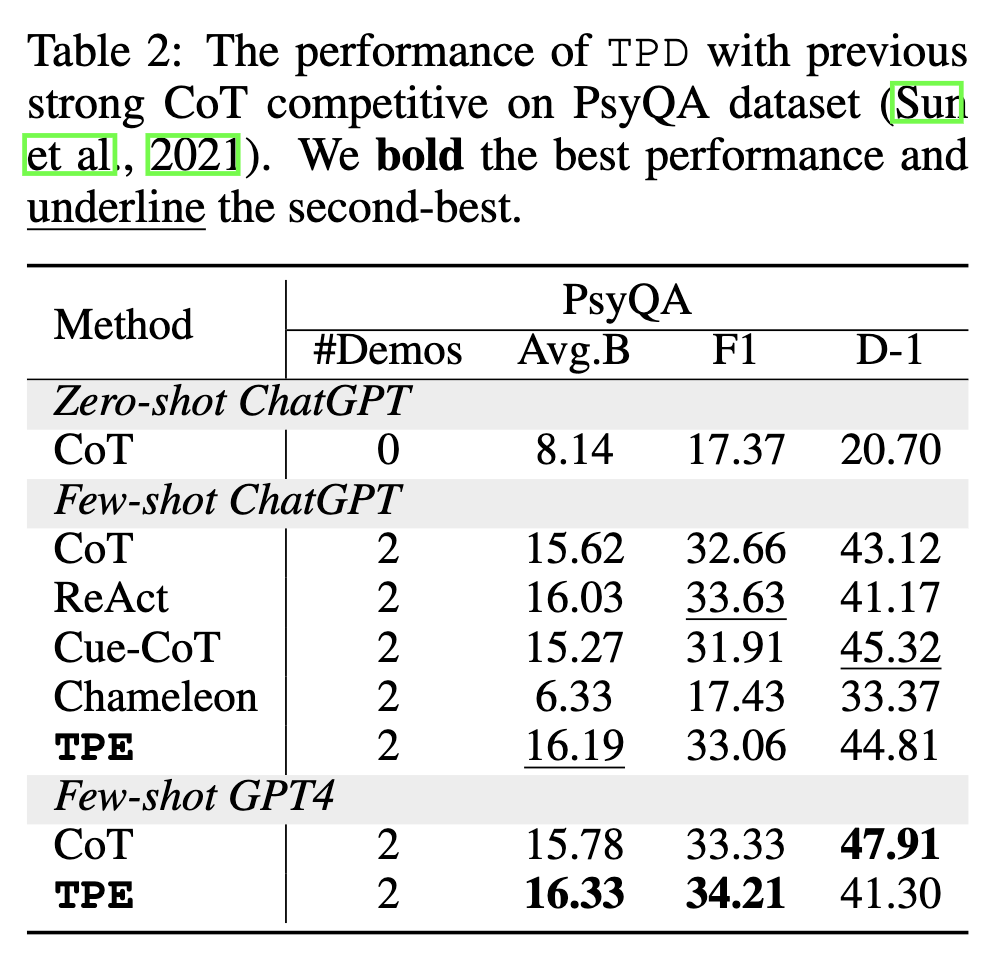 Table 2: The performance of TPD with previous
strong CoT competitive on PsyQA dataset (Sun
et al., 2021). We bold the best performance and
underline the second-best.
Method PsyQA
#Demos Avg.B F1 D-1
Zero-shot ChatGPT
CoT 0 8.14 17.37 20.70
Few-shot ChatGPT
CoT 2 15.62 32.66 43.12
ReAct 2 16.03 33.63 41.17
Cue-CoT 2 15.27 31.91 45.32
Chameleon 2 6.33 17.43 33.37
TPE 2 16.19 33.06 44.81
Few-shot GPT4
CoT 2 15.78 33.33 47.91
TPE 2 16.33 34.21 41.30